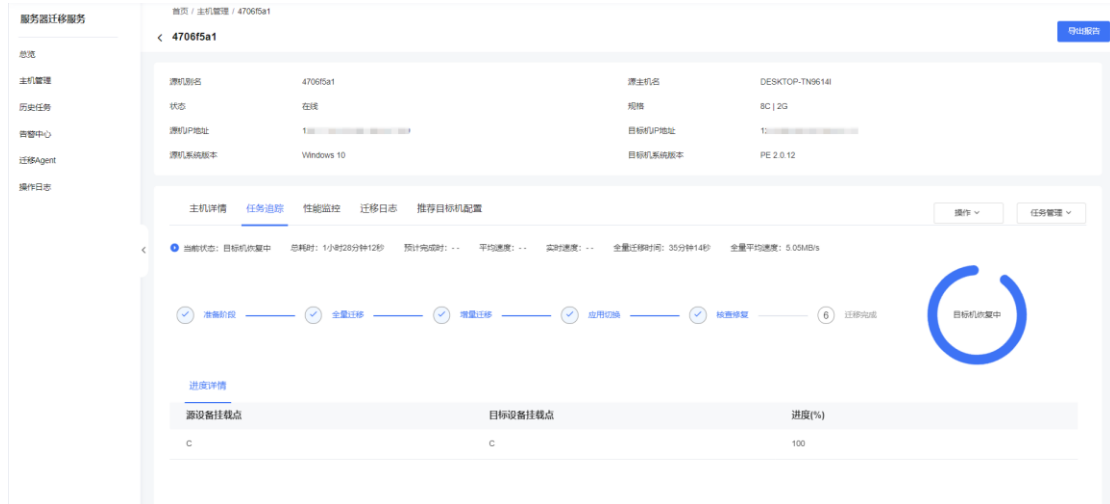 服务器迁移服务
总览
主机管理
历史任务
告警中心
迁移Agent
操作日志
首页 / 主机管理 / 4706f5a1
4706f5a1
导出报告
源机别名 4706f5a1 源主机名 DESKTOP-TN9614I
状态 在线 规格 8C | 2G
源机IP地址 目标机IP地址
源机系统版本 Windows 10 目标机系统版本 PE 2.0.12
主机详情 任务追踪 性能监控 迁移日志 推荐目标机配置 操作 任务管理
当前状态：目标机恢复中 总耗时：1小时28分钟12秒 预计完成时：-- 平均速度：-- 实时速度：-- 全量迁移时间：35分钟14秒 全量平均速度：5.05MB/s
准备阶段 全量迁移 增量迁移 应用切换 核查修复 6 迁移完成 目标机恢复中
进度详情
源设备挂载点 目标设备挂载点 进度(%)
C C 100